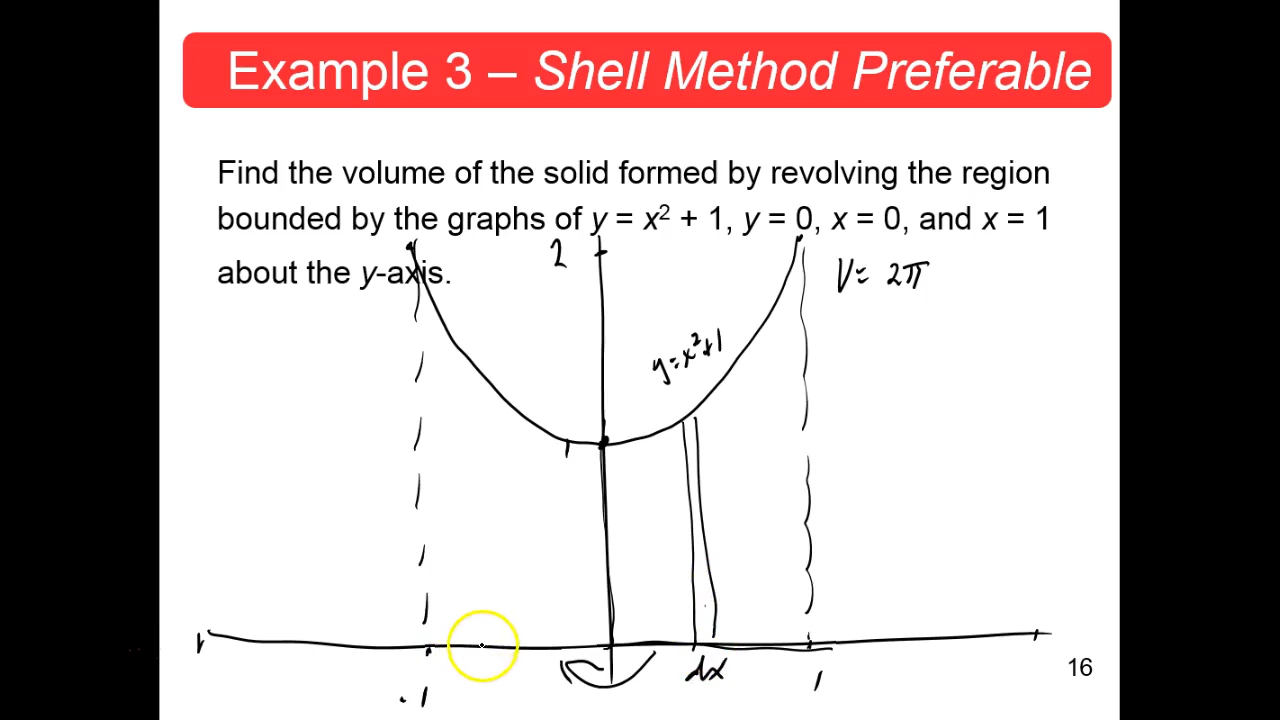 Example 3 – Shell Method Preferable
Find the volume of the solid formed by revolving the region
bounded by the graphs of y = x² + 1, y = 0, x = 0, and x = 1
about the y-axis.
2
V = 2π
y = x² + 1
1
dx
-1
1
16